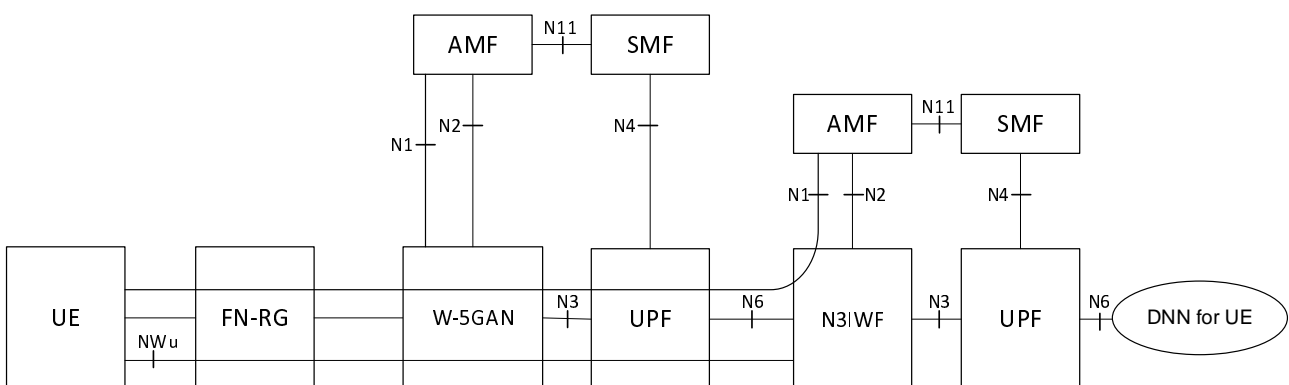 N11
AMF
SMF
N11
AMF
SMF
N2
N4
N1
N1
N2
N4
N3
N6
N3
N6
UE
FN-RG
W-5GAN
UPF
N3IWF
UPF
DNN for UE
NWu